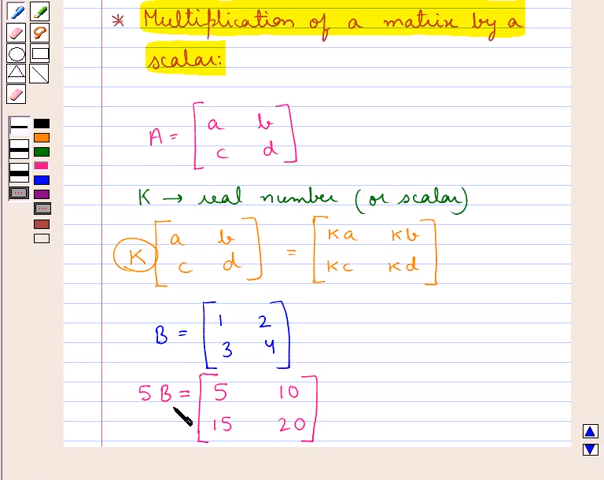 * Multiplication of a matrix by a
scalar:
A = [a b
c d]
K → real number (or scalar)
K [a b
c d] = [Ka Kb
Kc Kd]
B = [1 2
3 4]
5B = [5 10
15 20]